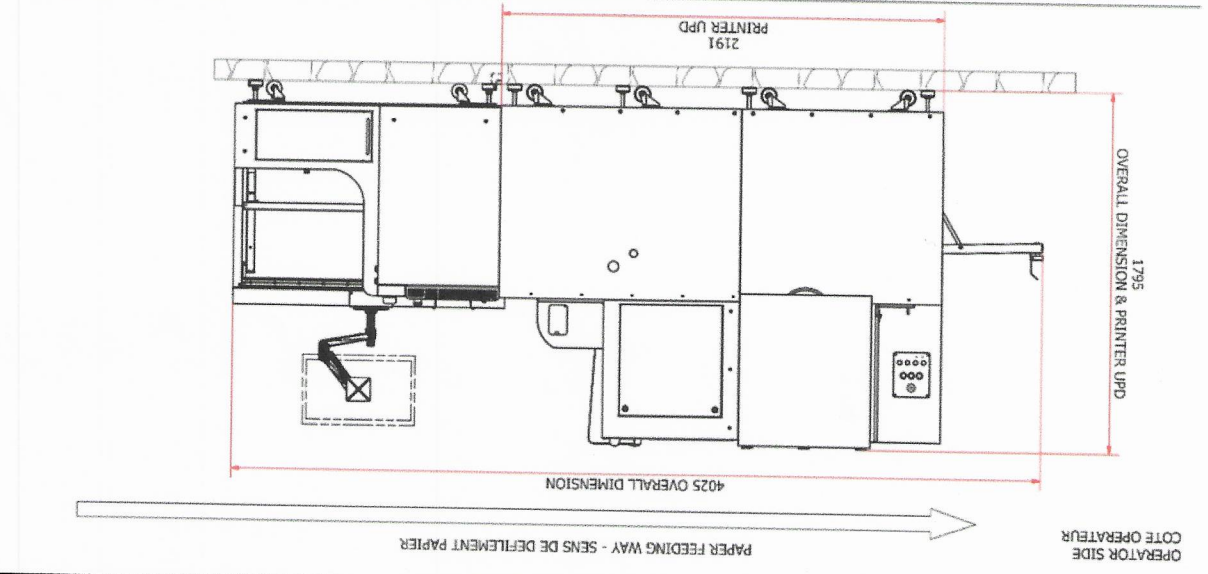 OPERATOR SIDE
COTE OPERATEUR
PAPER FEEDING WAY - SENS DE DEFILEMENT PAPIER
4025 OVERALL DIMENSION
1795
OVERALL DIMENSION & PRINTER UPD
2191
PRINTER UPD